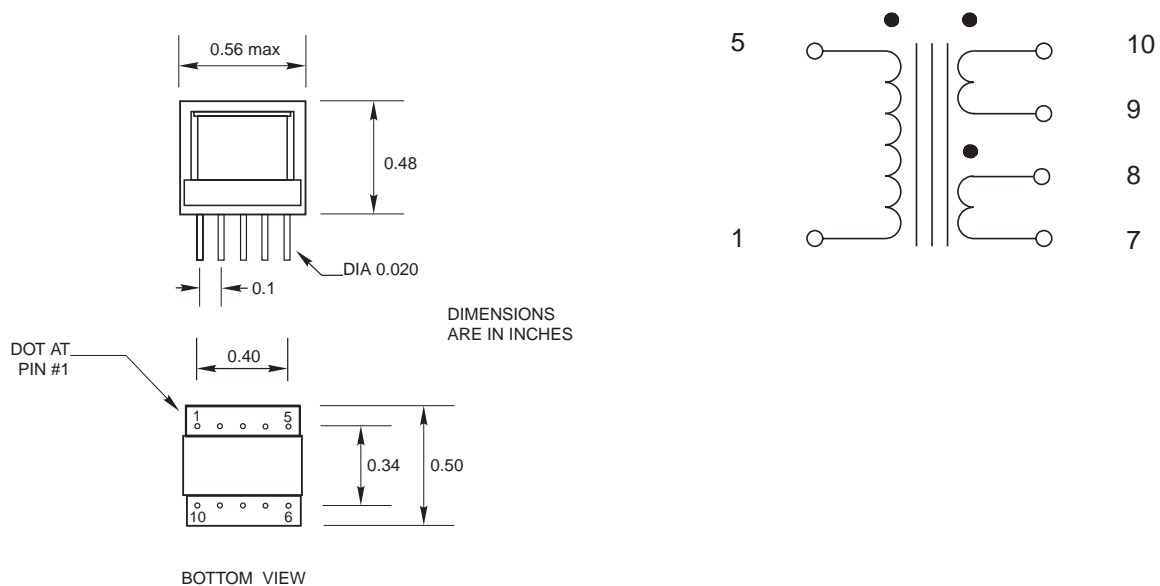 0.56 max
0.48
DIA 0.020
0.1
DIMENSIONS
ARE IN INCHES
DOT AT
PIN #1
0.40
1 5
0.34
0.50
10 6
BOTTOM VIEW
5
10
9
8
1
7